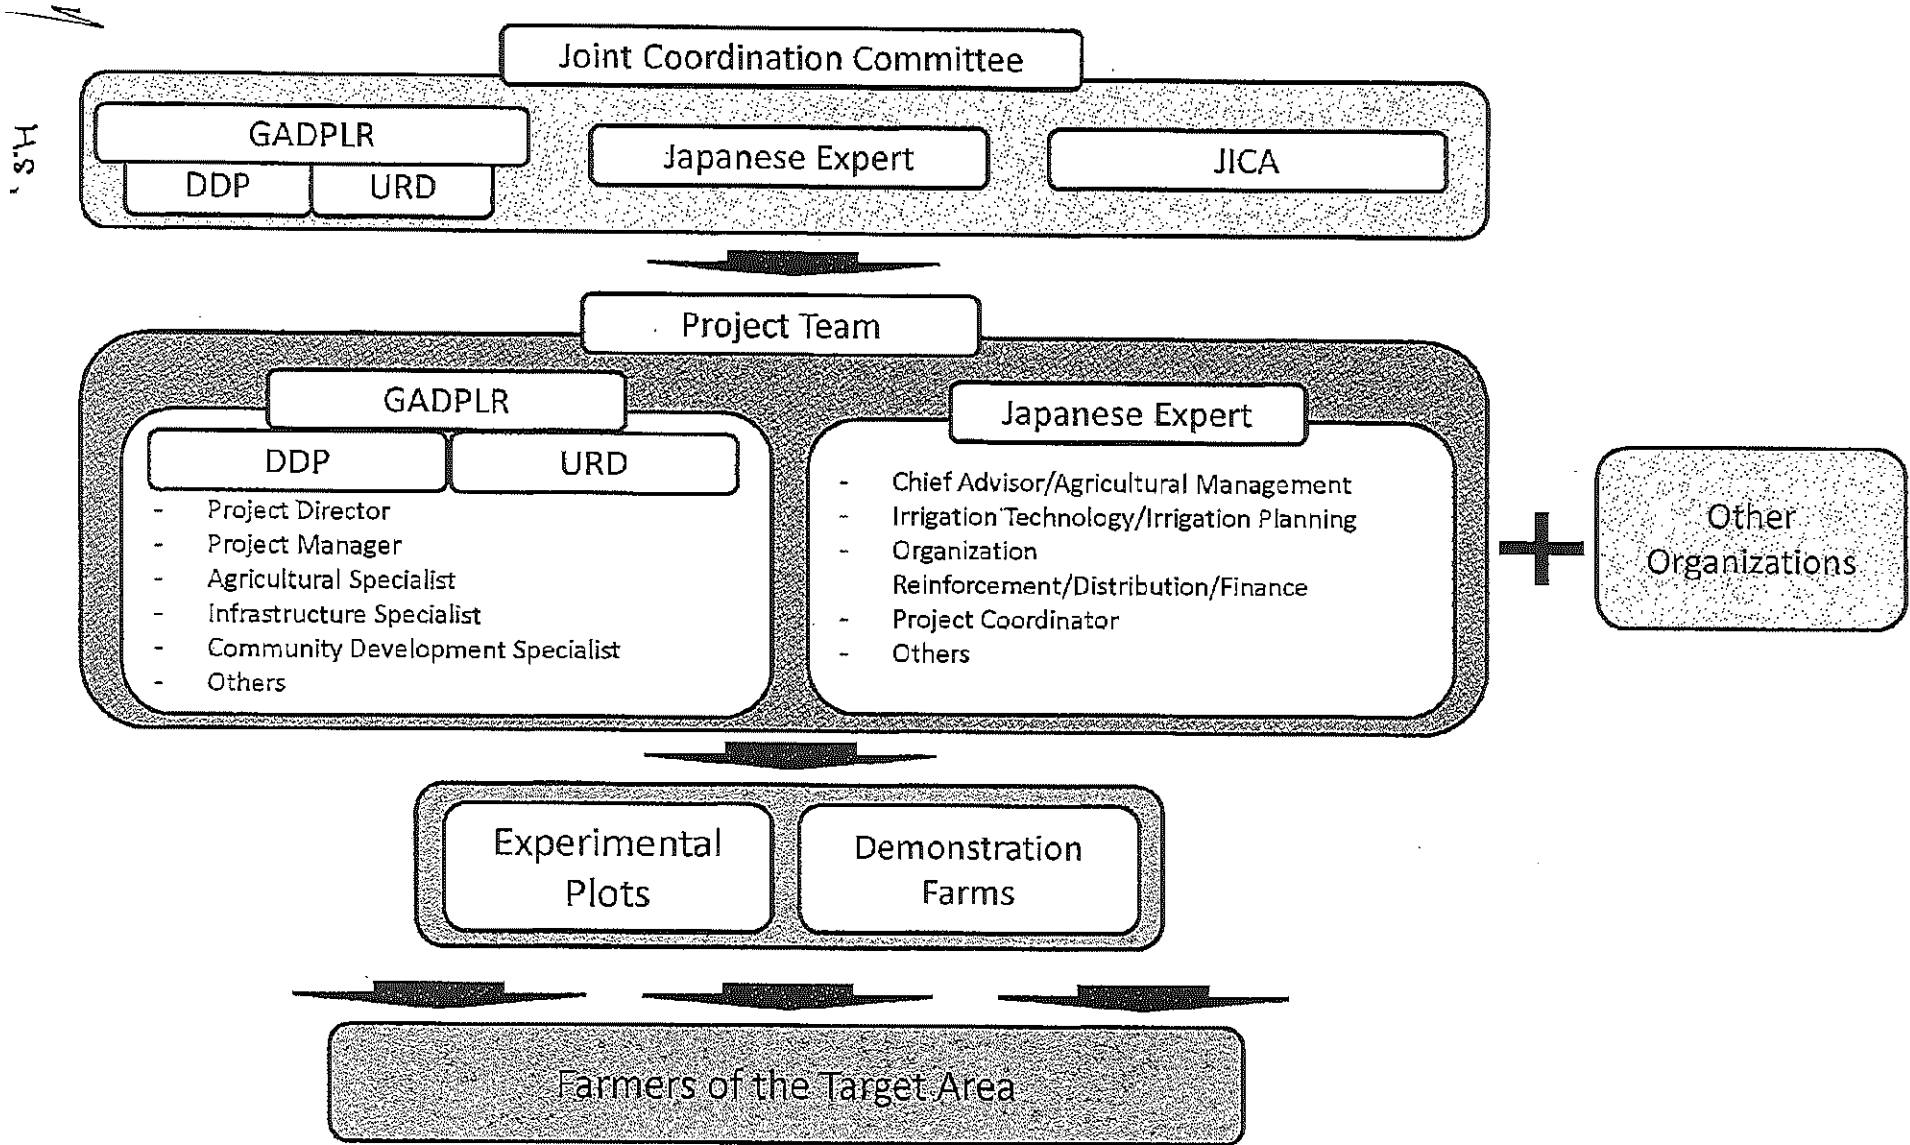 Joint Coordination Committee
GADPLR
DDP
URD
Japanese Expert
JICA
H.S.
Project Team
GADPLR
DDP
URD
- Project Director
- Project Manager
- Agricultural Specialist
- Infrastructure Specialist
- Community Development Specialist
- Others
Japanese Expert
- Chief Advisor/Agricultural Management
- Irrigation Technology/Irrigation Planning
- Organization
Reinforcement/Distribution/Finance
- Project Coordinator
- Others
+
Other
Organizations
Experimental
Plots
Demonstration
Farms
Farmers of the Target Area